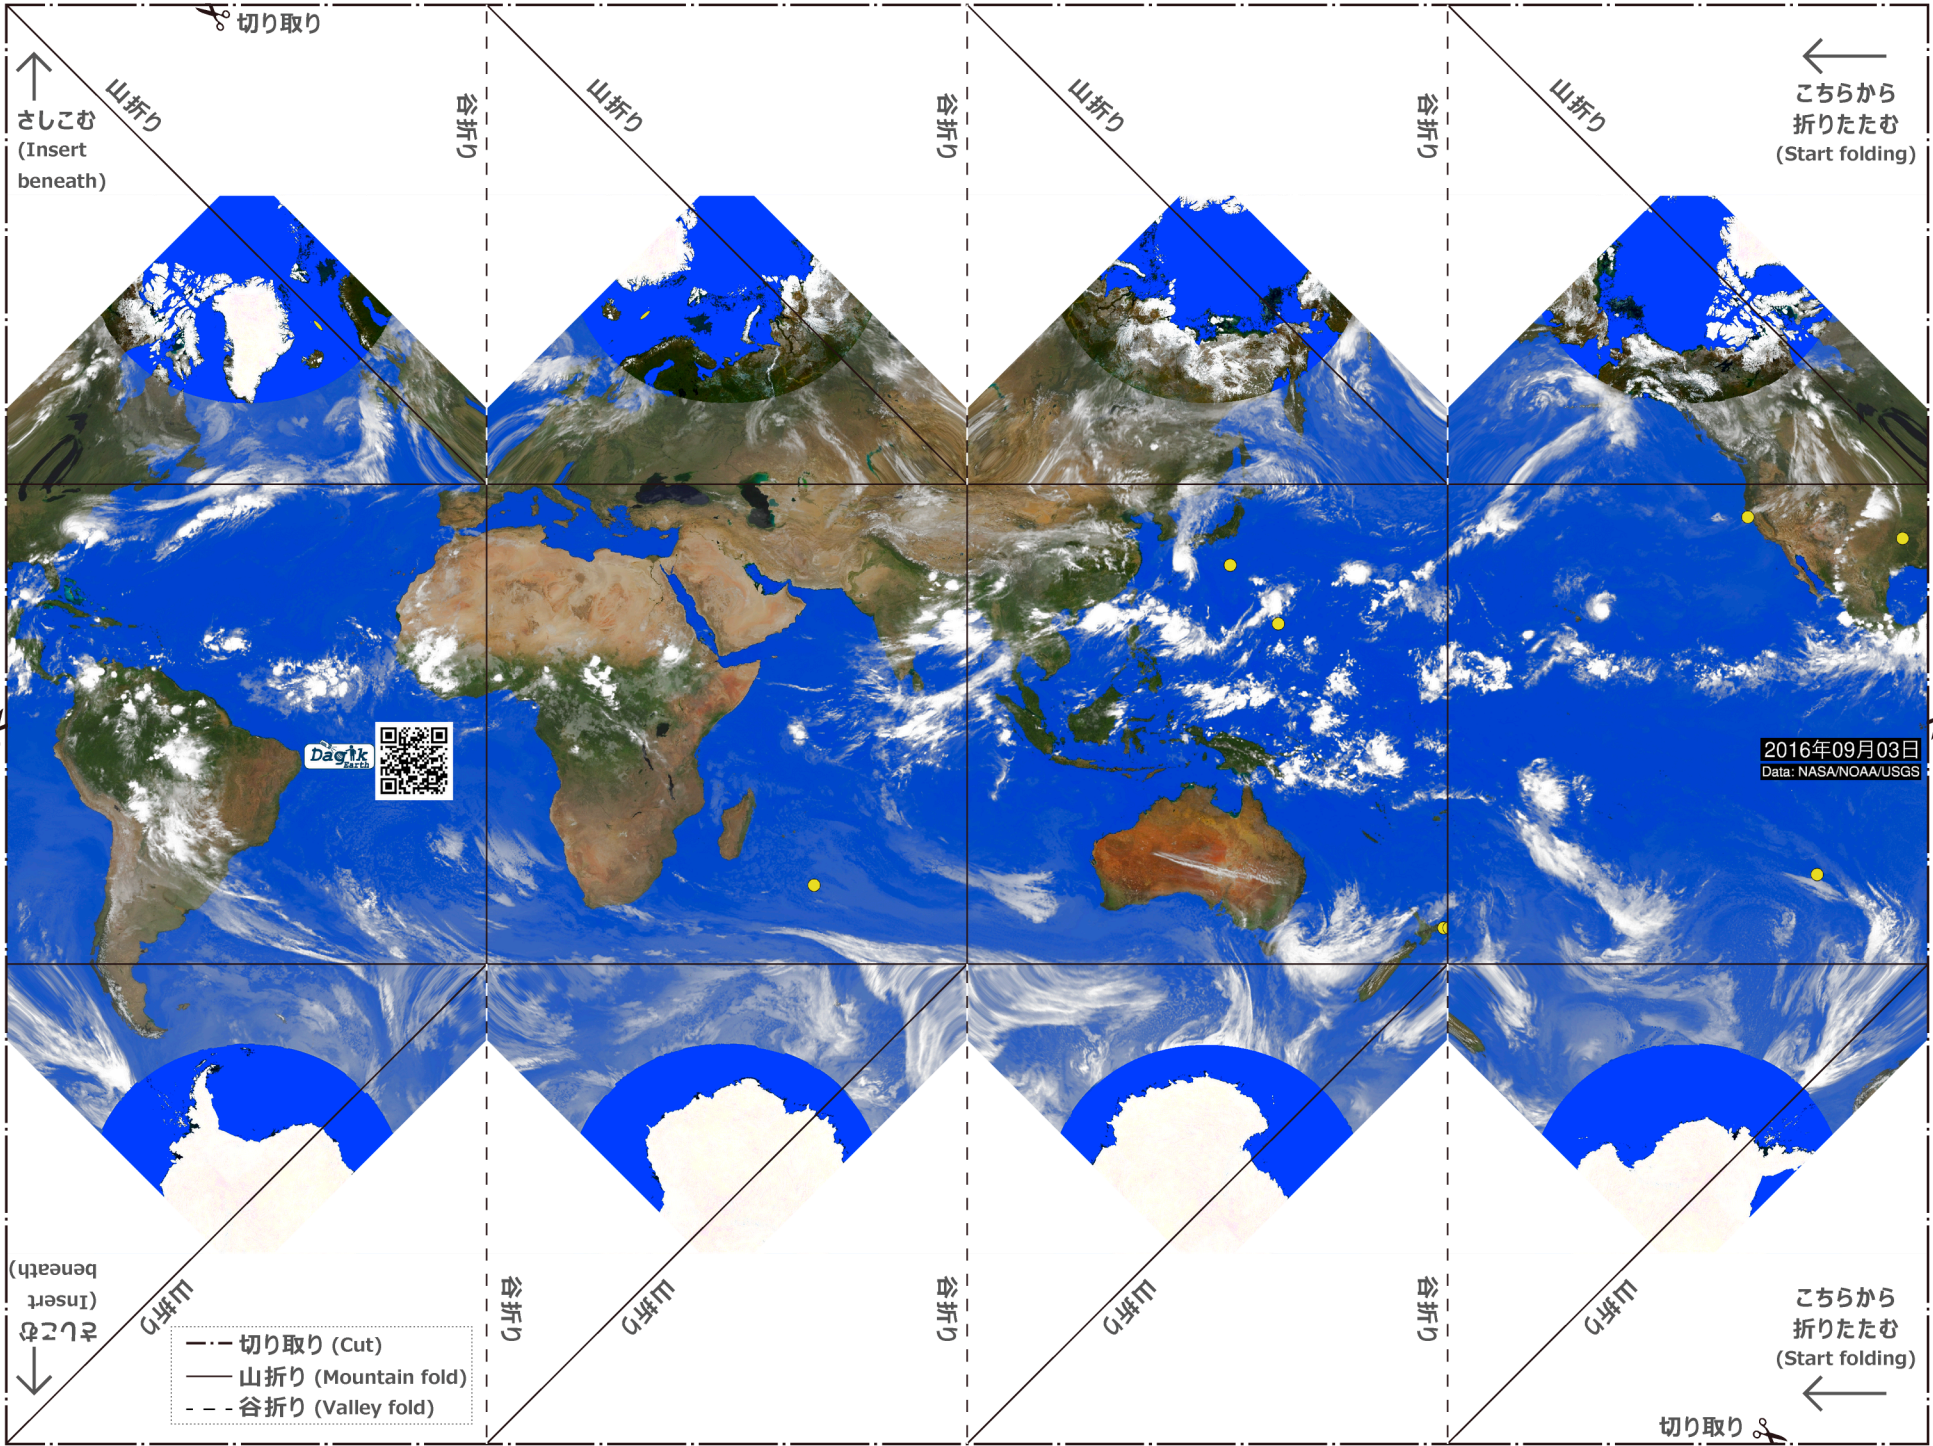 切り取り
山折り
谷折り
山折り
谷折り
山折り
谷折り
山折り
こちらから
折りたたむ
(Start folding)
さしこむ
(Insert
beneath)
Dagik
Earth
2016年09月03日
Data: NASA/NOAA/USGS
さしこむ
(Insert
beneath)
山折り
谷折り
山折り
谷折り
山折り
谷折り
山折り
こちらから
折りたたむ
(Start folding)
切り取り (Cut)
山折り (Mountain fold)
谷折り (Valley fold)
切り取り